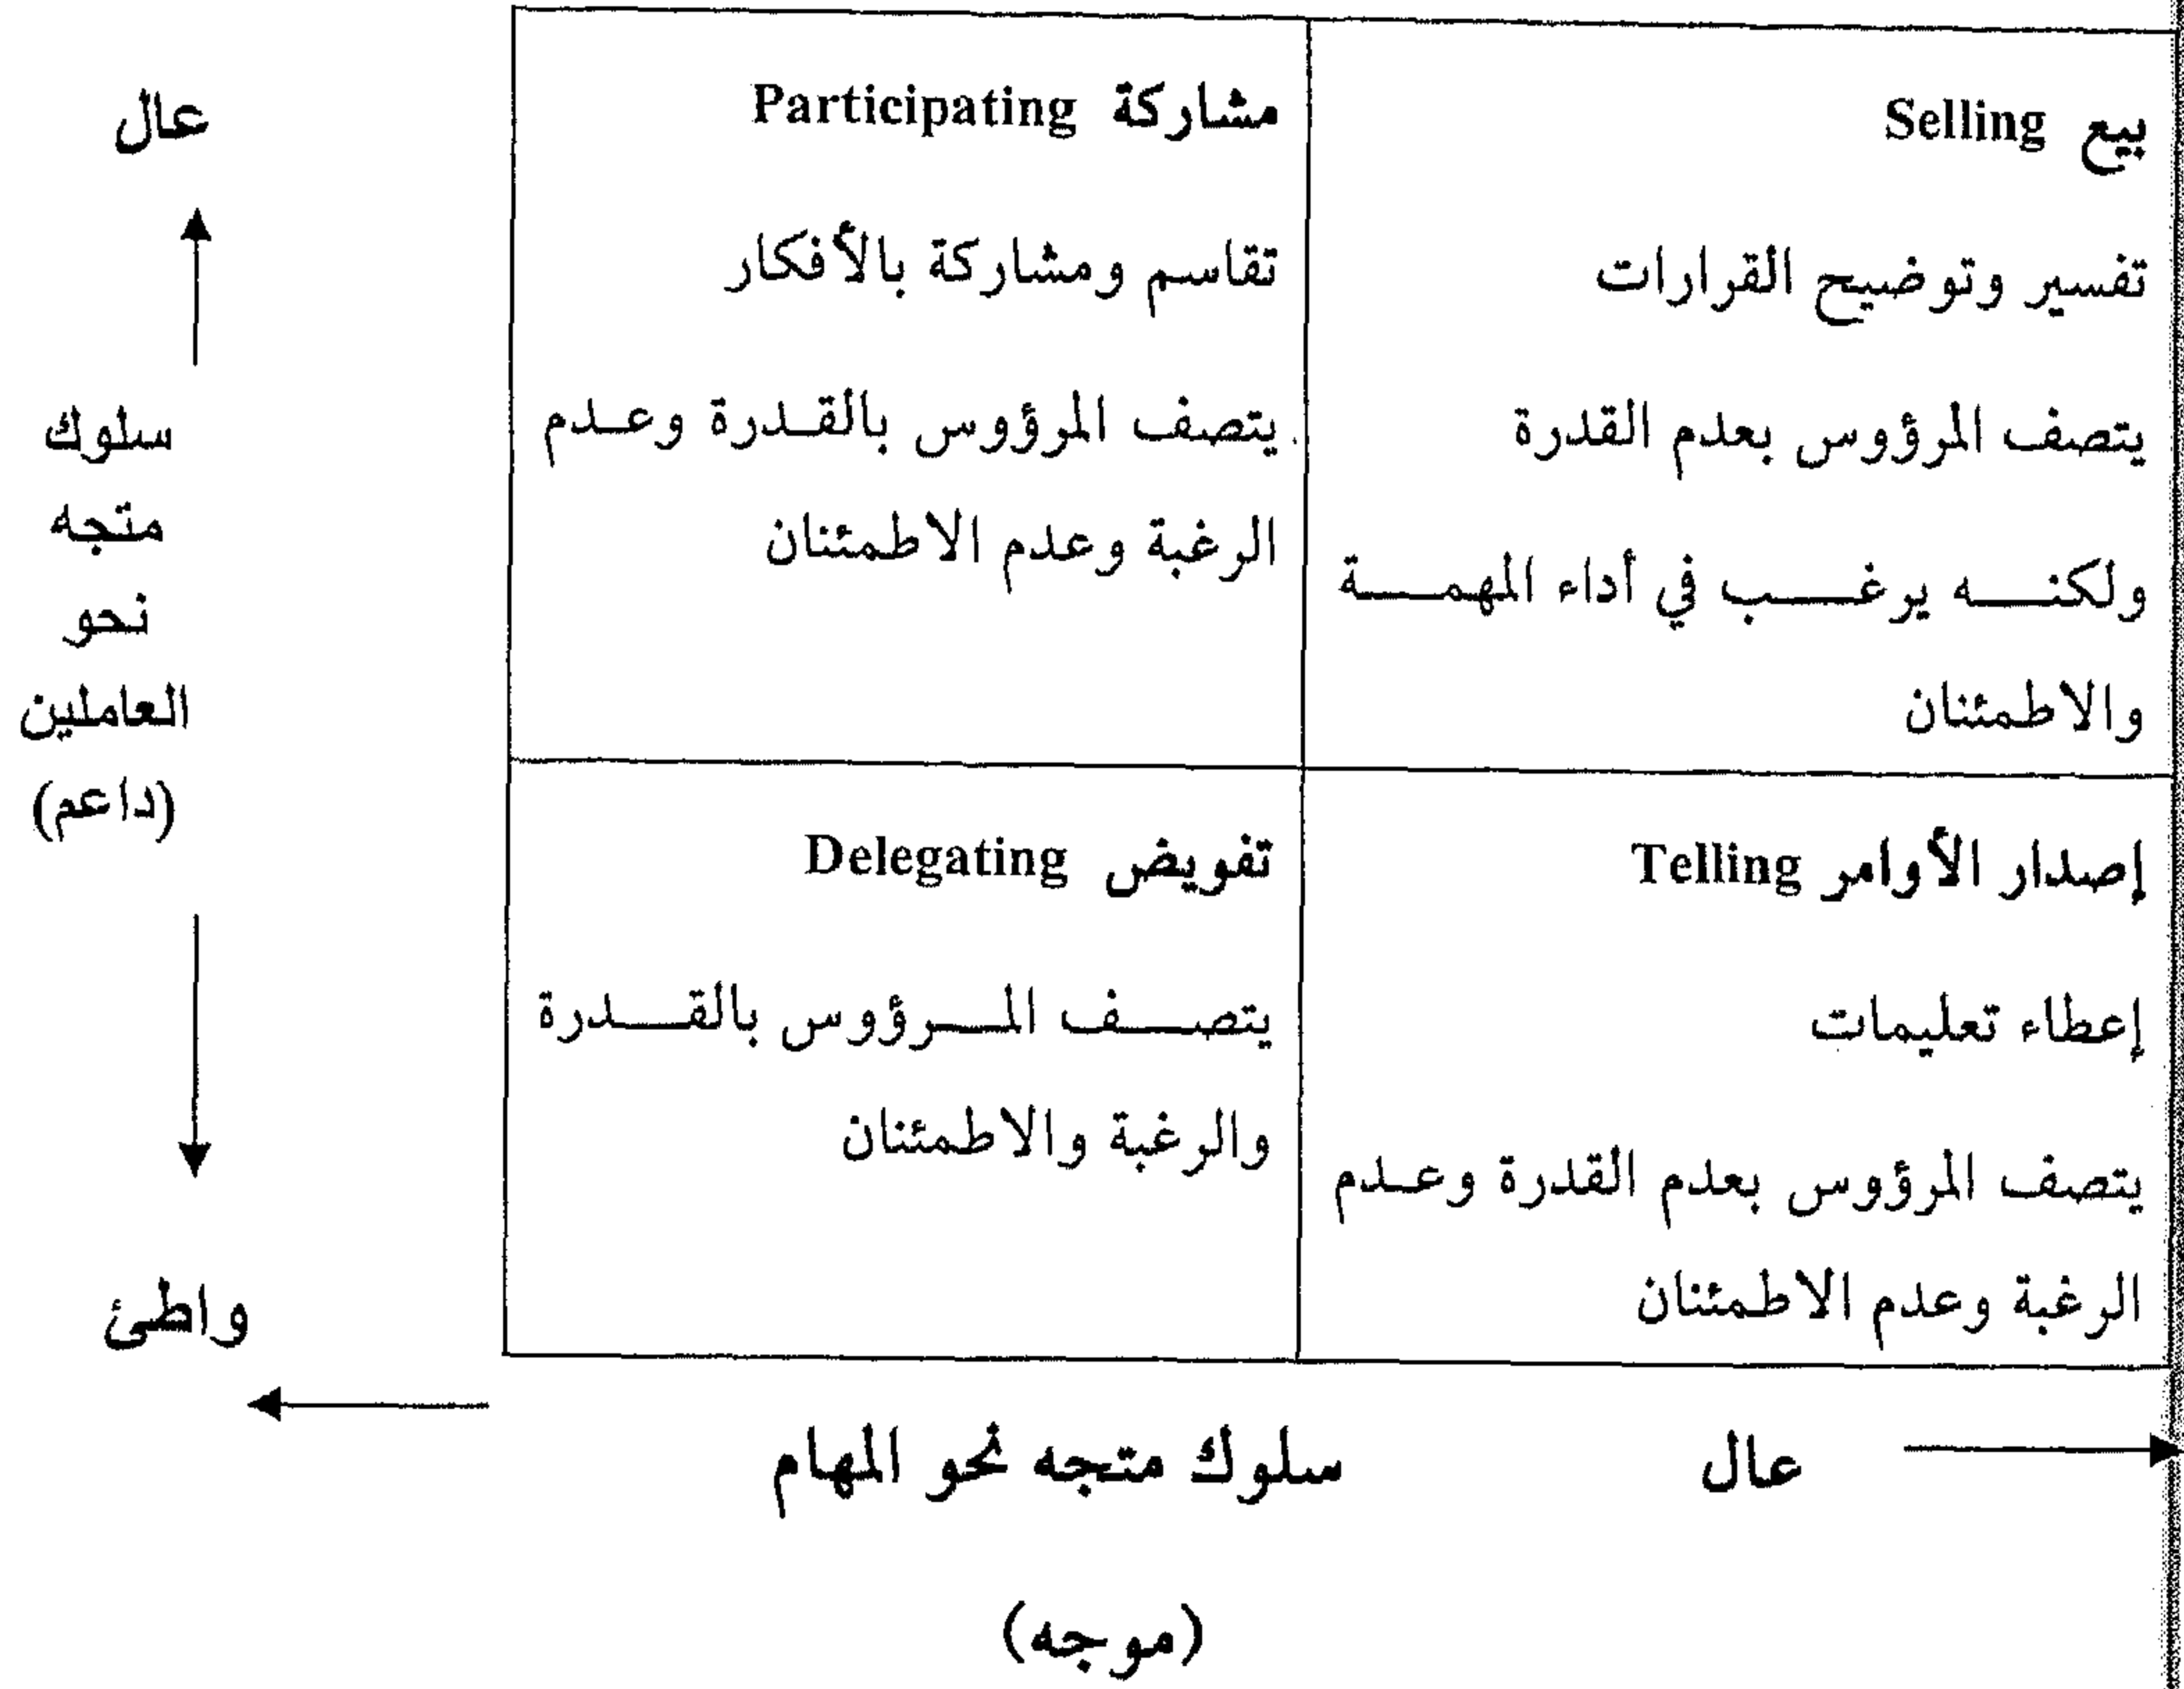 بيع Selling
تفسير وتوضيح القرارات
يتصف المرؤوس بعدم القدرة
ولكنه يرغب في أداء المهمة
والاطمئنان
مشاركة Participating
تقاسم ومشاركة بالأفكار
يتصف المرؤوس بالقدرة وعدم
الرغبة وعدم الاطمئنان
إصدار الأوامر Telling
إعطاء تعليمات
يتصف المرؤوس بعدم القدرة وعدم
الرغبة وعدم الاطمئنان
تفويض Delegating
يتصف المرؤوس بالقدرة
والرغبة والاطمئنان
عال
سلوك
متجه
نحو
العاملين
(داعم)
واطئ
عال
سلوك متجه نحو المهام
(موجه)